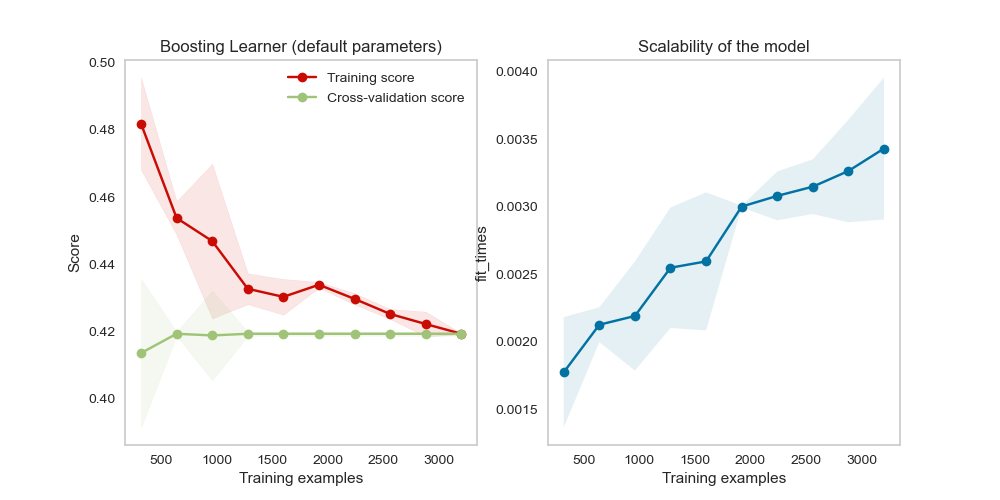 Boosting Learner (default parameters)
Training score
Cross-validation score
0.50
0.48
0.46
0.44
0.42
0.40
Score
500 1000 1500 2000 2500 3000
Training examples
Scalability of the model
0.0040
0.0035
0.0030
0.0025
0.0020
0.0015
fit_times
500 1000 1500 2000 2500 3000
Training examples